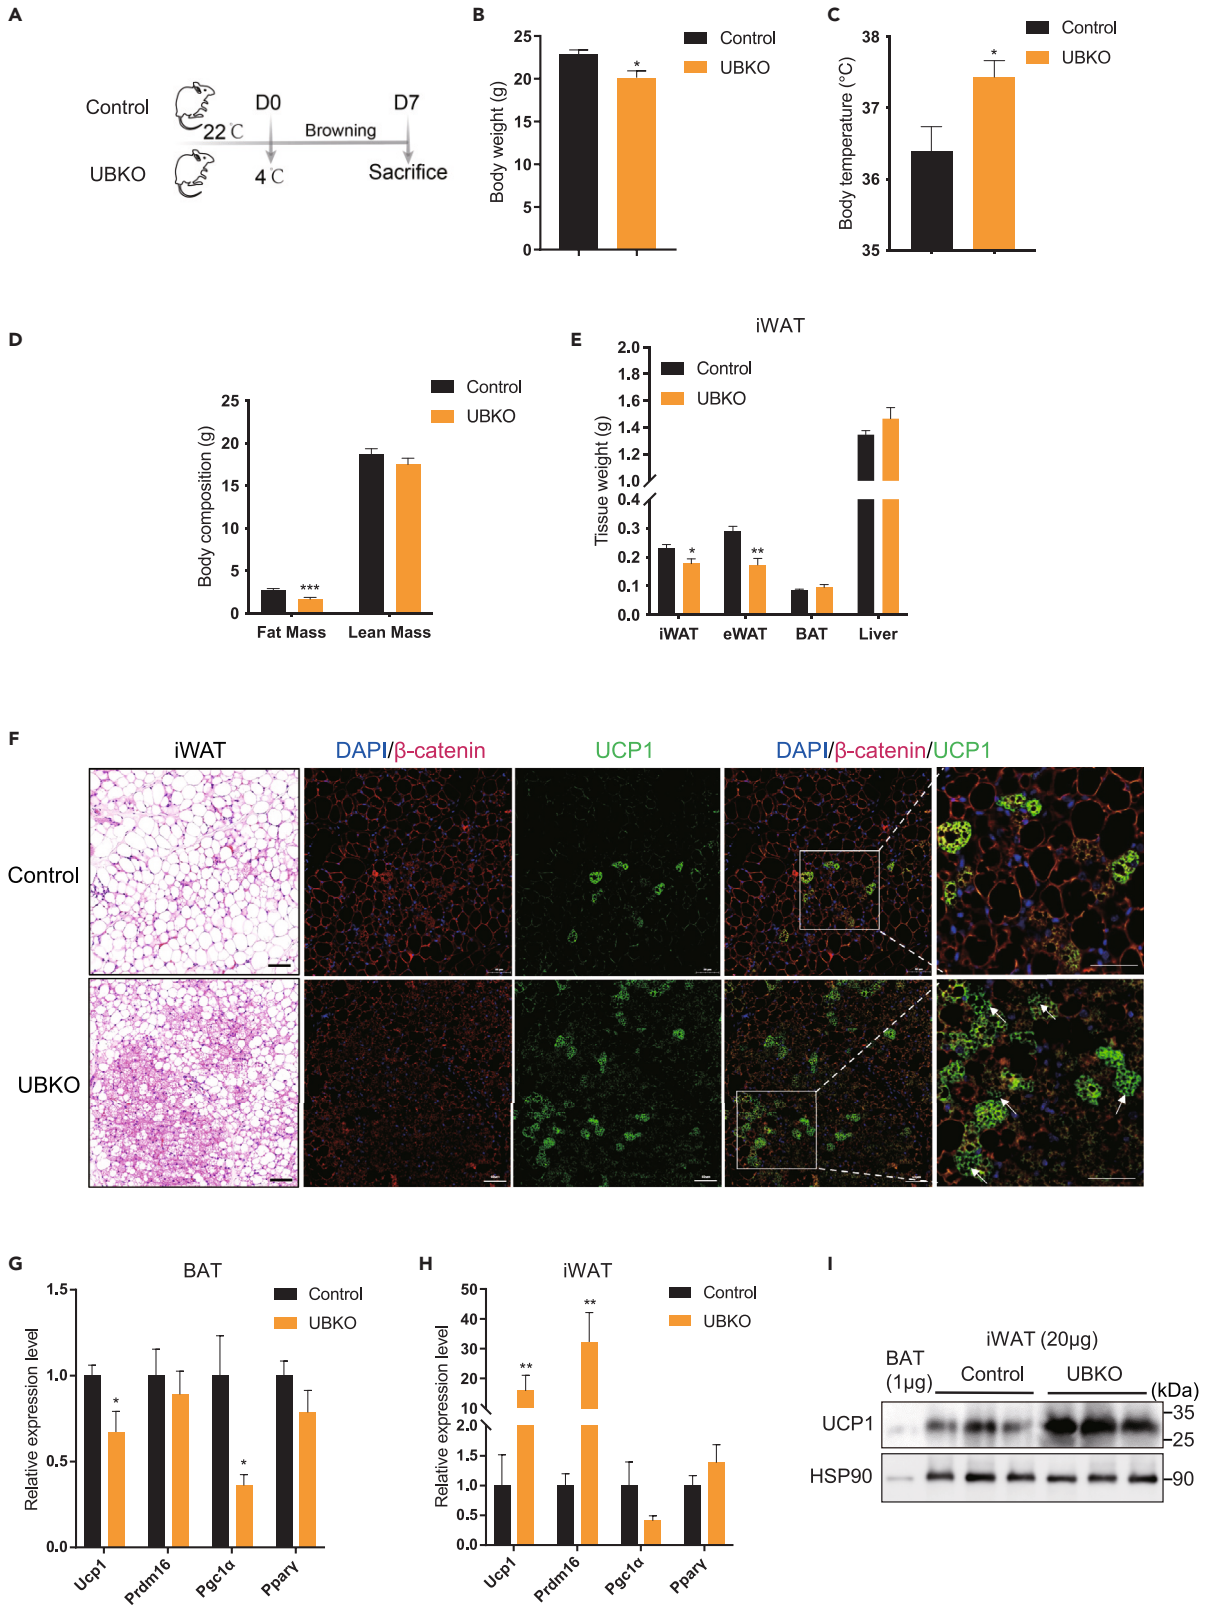 A
Control
UBKO
22℃
D0
4℃
Browning
D7
Sacrifice
B
Body weight (g)
25
20
15
10
5
0
*
Control
UBKO
C
Body temperature (°C)
38
37
36
35
*
Control
UBKO
D
Body composition (g)
25
20
15
10
5
0
***
Fat Mass
Lean Mass
Control
UBKO
E
iWAT
Tissue weight (g)
2.0
1.8
1.6
1.4
1.2
1.0
0.4
0.3
0.2
0.1
0.0
Control
UBKO
*
**
iWAT
eWAT
BAT
Liver
F
iWAT
DAPI/β-catenin
UCP1
DAPI/β-catenin/UCP1
Control
UBKO
G
BAT
Relative expression level
1.5
1.0
0.5
0.0
*
*
Ucp1
Prdm16
Pgc1α
Pparγ
Control
UBKO
H
iWAT
Relative expression level
50
40
30
20
10
2.0
1.5
1.0
0.5
0.0
**
**
Ucp1
Prdm16
Pgc1α
Pparγ
Control
UBKO
I
iWAT (20μg)
BAT
(1μg)
Control
UBKO
(kDa)
UCP1
35
25
HSP90
90